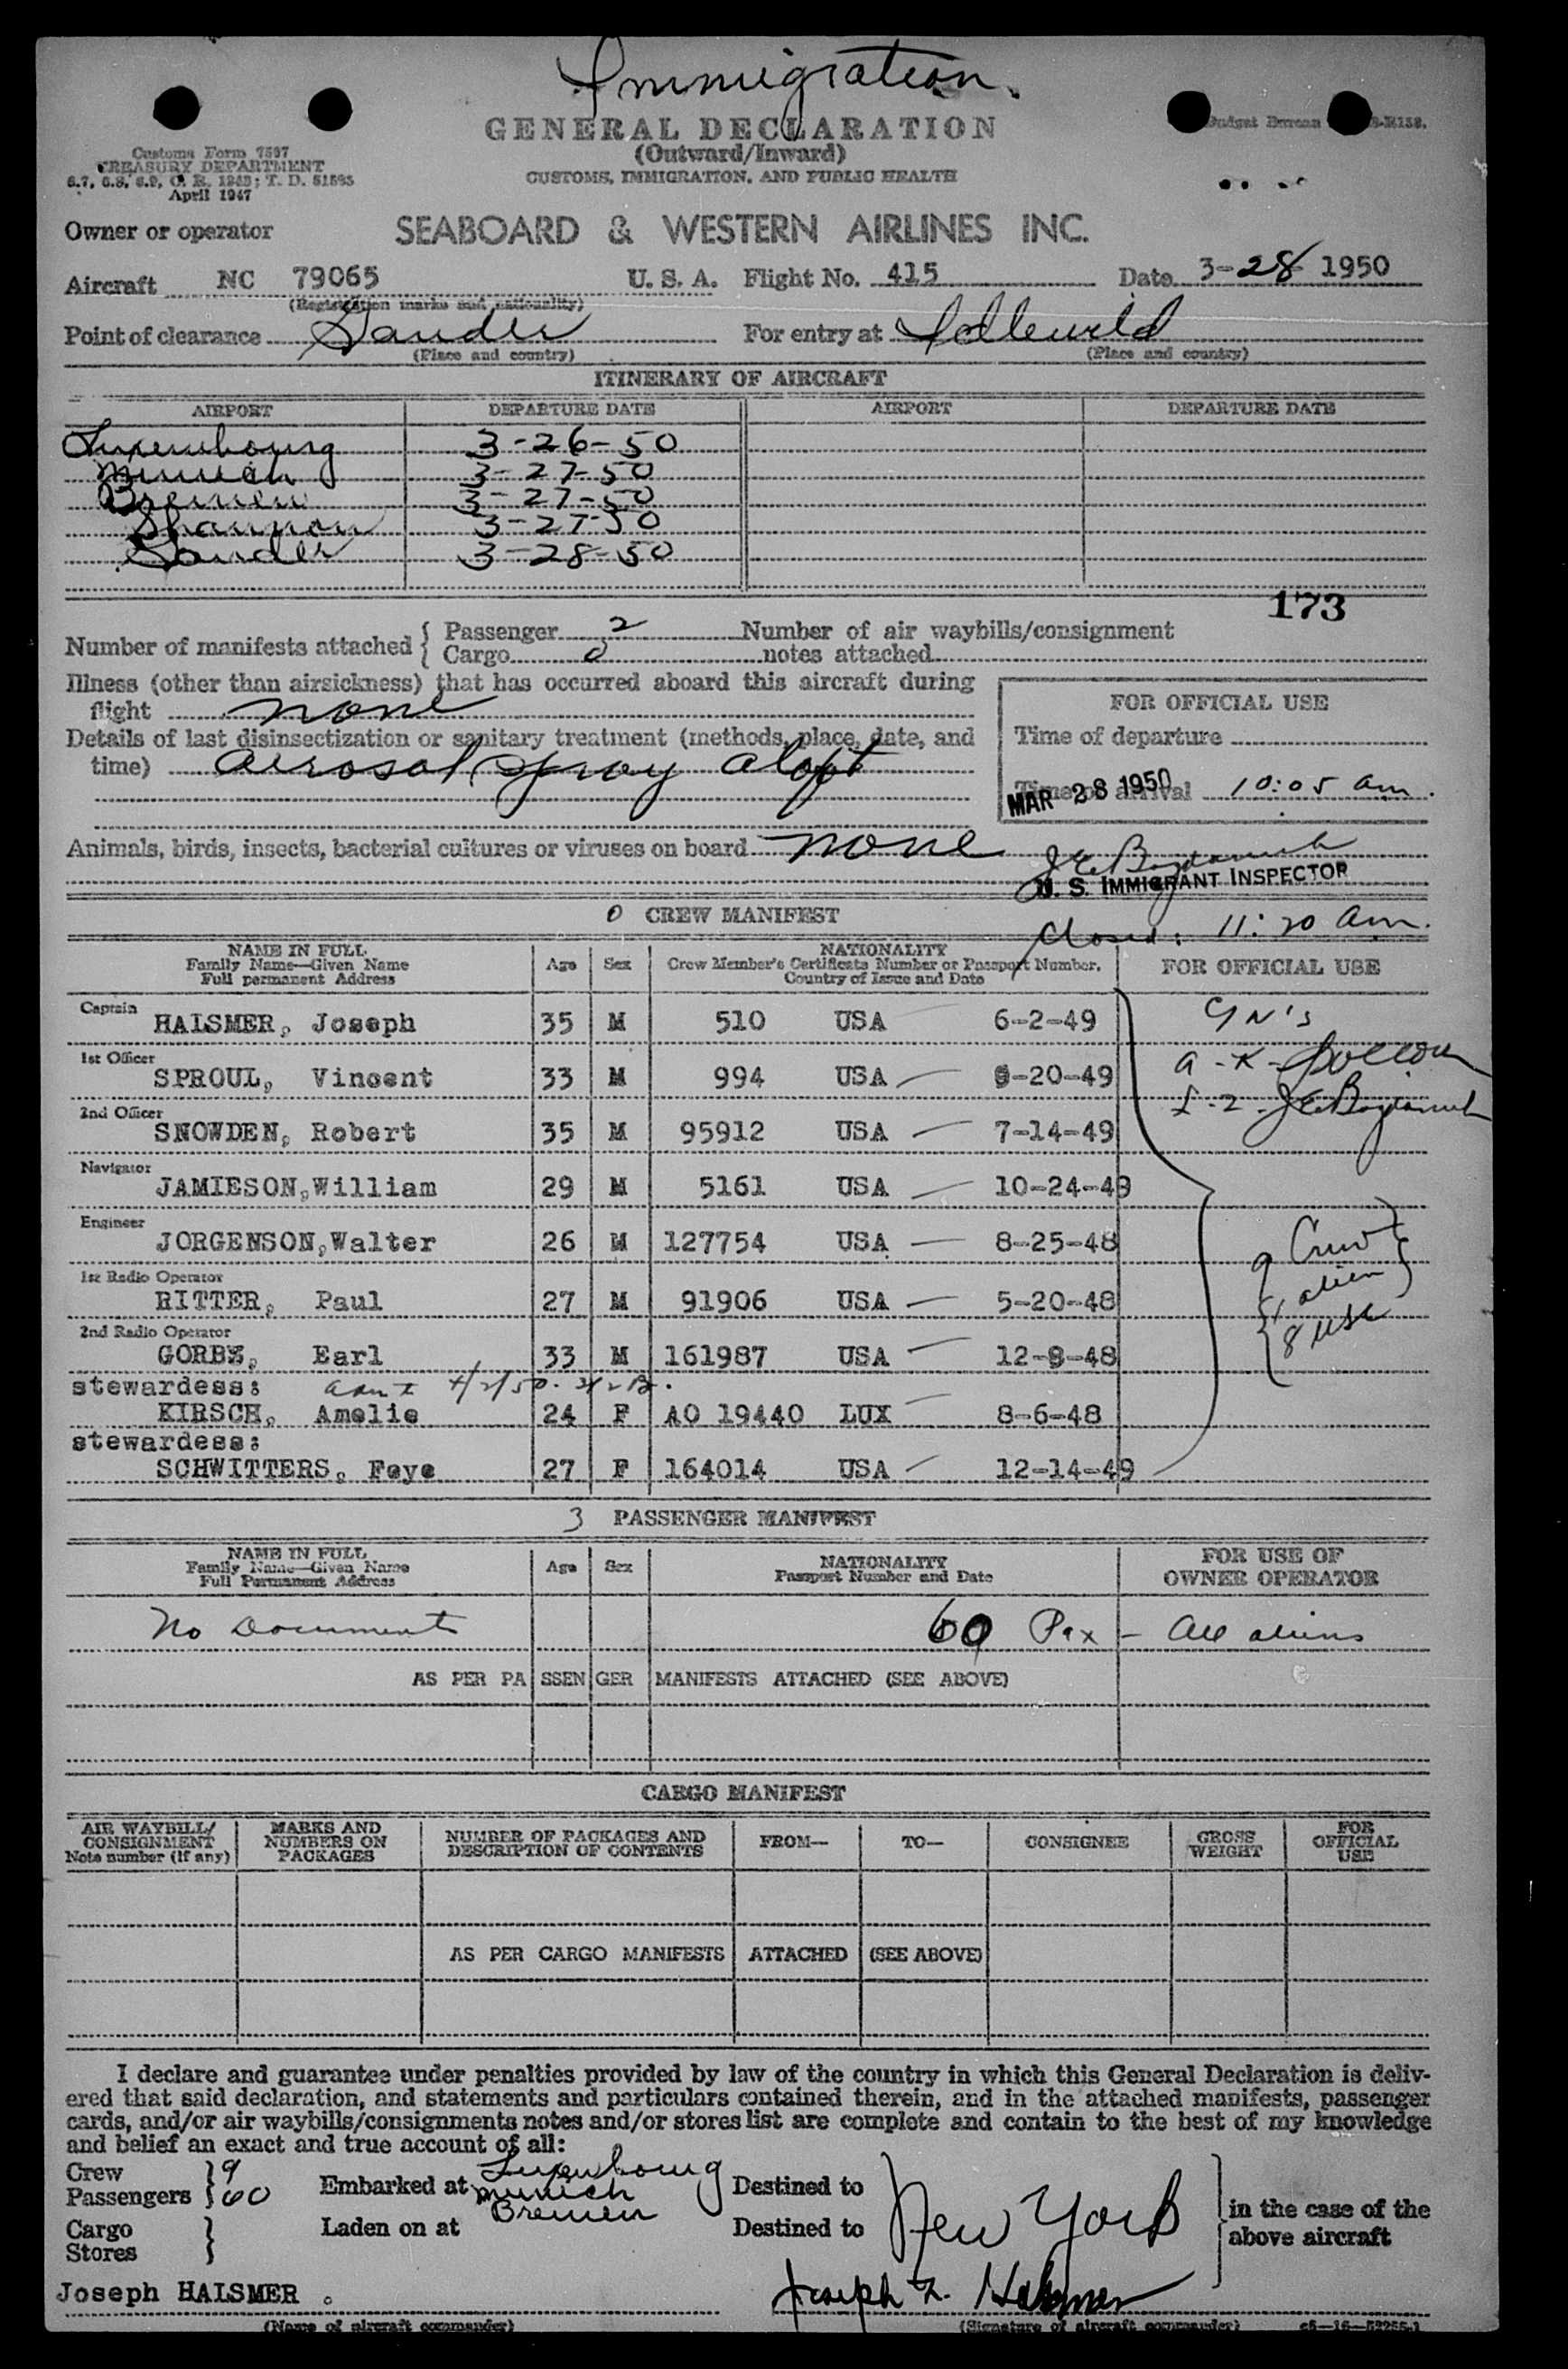 Immigration.
GENERAL DECLARATION
(Outward/Inward)
CUSTOMS, IMMIGRATION, AND PUBLIC HEALTH
Budget Bureau
Customs Form 7507
TREASURY DEPARTMENT
April 1947
Owner or operator SEABOARD & WESTERN AIRLINES INC.
Aircraft NC 79065 U. S. A. Flight No. 415 Date 3-28-1950
(Registration marks and nationality)
Point of clearance Gander For entry at Idlewild
(Place and country) (Place and country)
ITINERARY OF AIRCRAFT
AIRPORT DEPARTURE DATE AIRPORT DEPARTURE DATE
Luxembourg 3-26-50
Munich 3-27-50
Bremen 3-27-50
Shannon 3-27-50
Gander 3-28-50
173
Number of manifests attached { Passenger 2 Number of air waybills/consignment
Cargo 0 notes attached
Illness (other than airsickness) that has occurred aboard this aircraft during
flight none
FOR OFFICIAL USE
Details of last disinsectization or sanitary treatment (methods, place, date, and
time) aerosol spray aloft
Time of departure
Time of arrival 10:05 am.
MAR 28 1950
Animals, birds, insects, bacterial cultures or viruses on board none
U. S. IMMIGRANT INSPECTOR
Closed: 11:20 am.
0 CREW MANIFEST
NAME IN FULL
Family Name—Given Name
Full permanent Address
Age Sex
NATIONALITY
Crew Member's Certificate Number or Passport Number,
Country of Issue and Date
FOR OFFICIAL USE
Captain
HALSMER, Joseph 35 M 510 USA 6-2-49
1st Officer
SPROUL, Vincent 33 M 994 USA 9-20-49
2nd Officer
SNOWDEN, Robert 35 M 95912 USA 7-14-49
Navigator
JAMIESON, William 29 M 5161 USA 10-24-49
Engineer
JORGENSON, Walter 26 M 127754 USA 8-25-48
1st Radio Operator
RITTER, Paul 27 M 91906 USA 5-20-48
2nd Radio Operator
GORBY, Earl 33 M 161987 USA 12-8-48
9 Crew
1 alien
8 USC
stewardess:
KIRSCH, Amelie 24 F AO 19440 LUX 8-6-48
stewardess:
SCHWITTERS, Faye 27 F 164014 USA 12-14-49
3 PASSENGER MANIFEST
NAME IN FULL
Family Name—Given Name
Full Permanent Address
Age Sex
NATIONALITY
Passport Number and Date
FOR USE OF
OWNER OPERATOR
No Documents 60 Pax - All aliens
AS PER PASSENGER MANIFESTS ATTACHED (SEE ABOVE)
CARGO MANIFEST
AIR WAYBILL/
CONSIGNMENT
Note number (if any)
MARKS AND
NUMBERS ON
PACKAGES
NUMBER OF PACKAGES AND
DESCRIPTION OF CONTENTS
FROM— TO— CONSIGNEE
GROSS
WEIGHT
FOR
OFFICIAL
USE
AS PER CARGO MANIFESTS ATTACHED (SEE ABOVE)
I declare and guarantee under penalties provided by law of the country in which this General Declaration is deliv-
ered that said declaration, and statements and particulars contained therein, and in the attached manifests, passenger
cards, and/or air waybills/consignments notes and/or stores list are complete and contain to the best of my knowledge
and belief an exact and true account of all:
Crew } 9
Passengers } 60
Embarked at Luxembourg
Munich
Bremen
Destined to New York
Cargo }
Stores }
Laden on at
Destined to
in the case of the
above aircraft
Joseph HALSMER . Joseph L. Halsmer
(Name of aircraft commander) (Signature of aircraft commander)